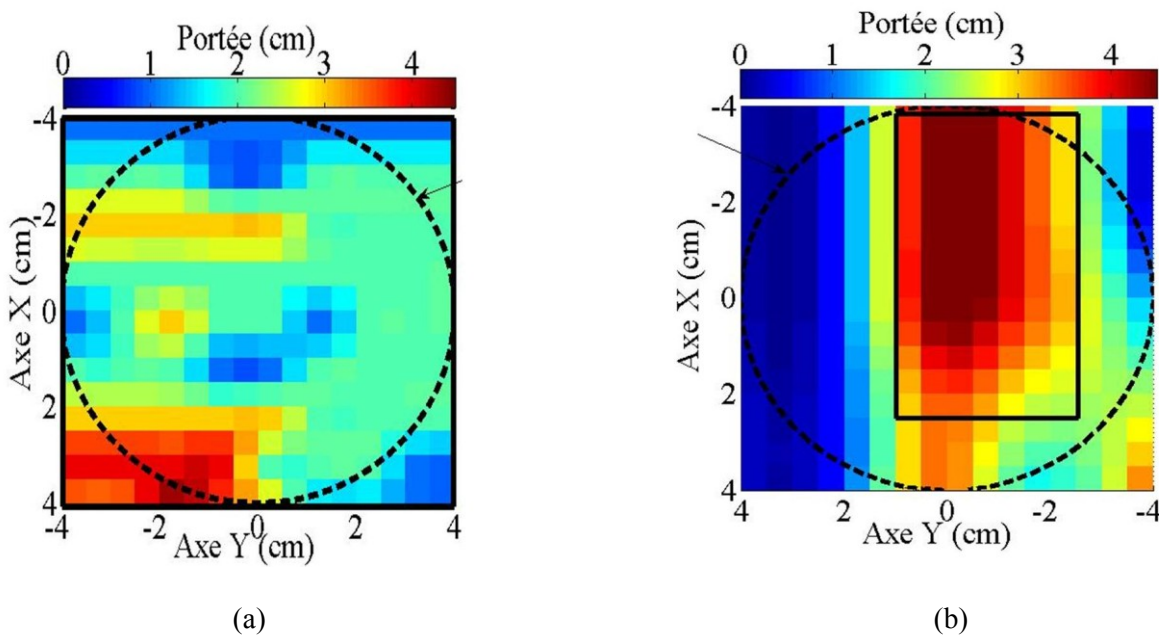 Portée (cm)
0 1 2 3 4
-4
-2
0
2
4
Axe X (cm)
-4 -2 0 2 4
Axe Y (cm)
(a)
Portée (cm)
0 1 2 3 4
-4
-2
0
2
4
Axe X (cm)
4 2 0 -2 -4
Axe Y (cm)
(b)